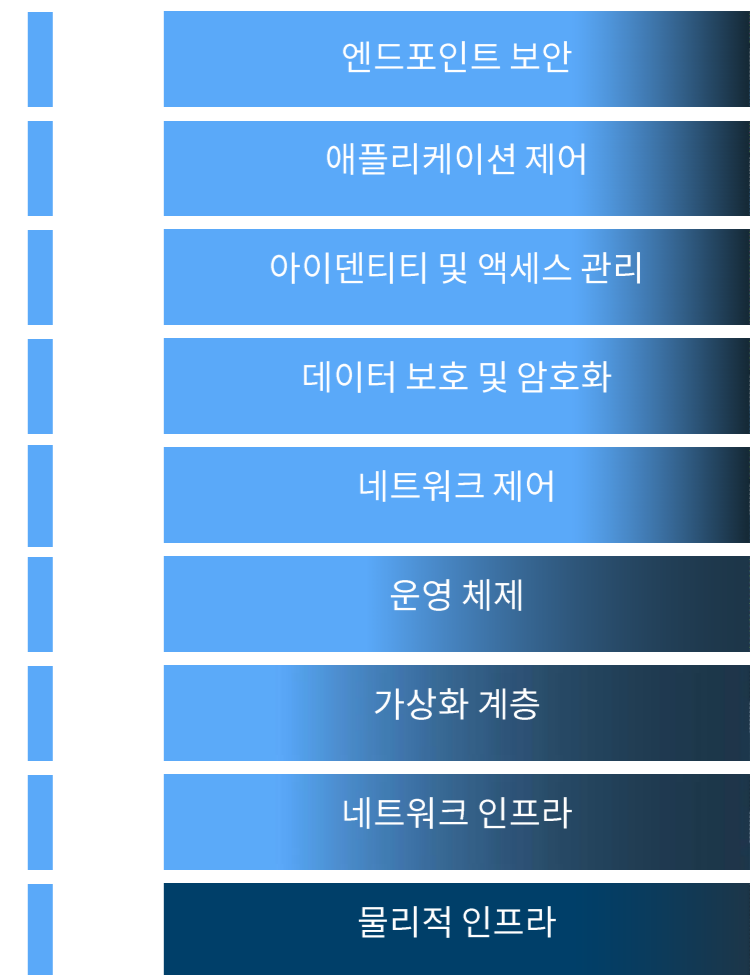 엔드포인트 보안
애플리케이션 제어
아이덴티티 및 액세스 관리
데이터 보호 및 암호화
네트워크 제어
운영 체제
가상화 계층
네트워크 인프라
물리적 인프라